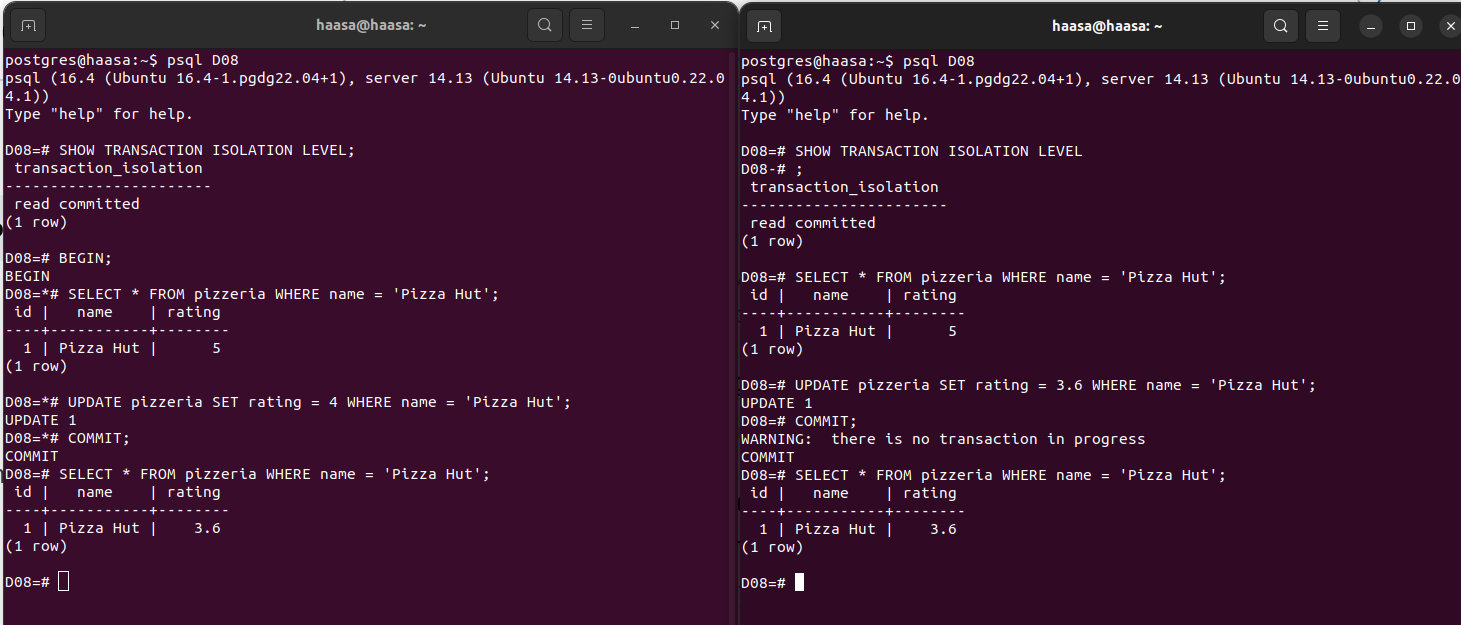 haasa@haasa: ~
postgres@haasa:~$ psql D08
psql (16.4 (Ubuntu 16.4-1.pgdg22.04+1), server 14.13 (Ubuntu 14.13-0ubuntu0.22.0
4.1))
Type "help" for help.
D08=# SHOW TRANSACTION ISOLATION LEVEL;
 transaction_isolation
-----------------------
 read committed
(1 row)
D08=# BEGIN;
BEGIN
D08=*# SELECT * FROM pizzeria WHERE name = 'Pizza Hut';
 id |   name    | rating
----+-----------+--------
  1 | Pizza Hut |      5
(1 row)
D08=*# UPDATE pizzeria SET rating = 4 WHERE name = 'Pizza Hut';
UPDATE 1
D08=*# COMMIT;
COMMIT
D08=# SELECT * FROM pizzeria WHERE name = 'Pizza Hut';
 id |   name    | rating
----+-----------+--------
  1 | Pizza Hut |    3.6
(1 row)
D08=#
haasa@haasa: ~
postgres@haasa:~$ psql D08
psql (16.4 (Ubuntu 16.4-1.pgdg22.04+1), server 14.13 (Ubuntu 14.13-0ubuntu0.22.0
4.1))
Type "help" for help.
D08=# SHOW TRANSACTION ISOLATION LEVEL
D08-# ;
 transaction_isolation
-----------------------
 read committed
(1 row)
D08=# SELECT * FROM pizzeria WHERE name = 'Pizza Hut';
 id |   name    | rating
----+-----------+--------
  1 | Pizza Hut |      5
(1 row)
D08=# UPDATE pizzeria SET rating = 3.6 WHERE name = 'Pizza Hut';
UPDATE 1
D08=# COMMIT;
WARNING:  there is no transaction in progress
COMMIT
D08=# SELECT * FROM pizzeria WHERE name = 'Pizza Hut';
 id |   name    | rating
----+-----------+--------
  1 | Pizza Hut |    3.6
(1 row)
D08=#